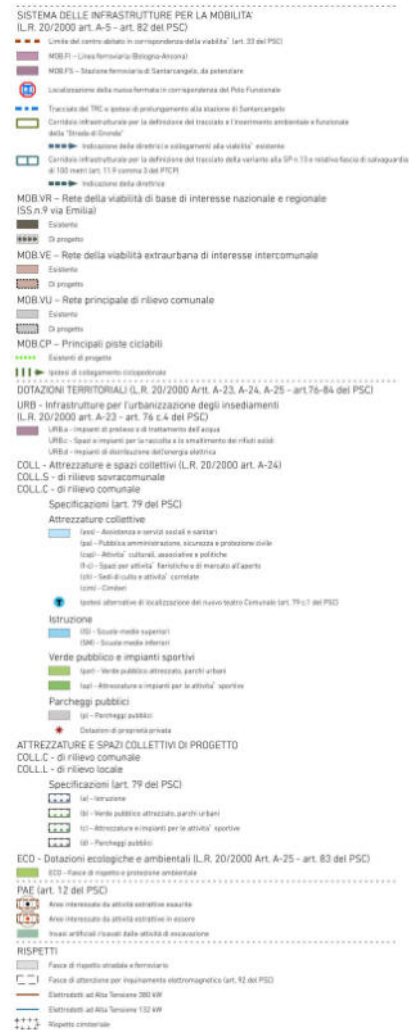 SISTEMA DELLE INFRASTRUTTURE PER LA MOBILITA'
(L.R. 20/2000 art. A-5 - art. 82 del PSC)
Limite del centro abitato in corrispondenza della viabilita' (art. 33 del PSC)
MOB.FI - Linea ferroviaria (Bologna-Ancona)
MOB.FS - Stazione ferroviaria di Santarcangelo, da potenziare
Localizzazione della nuova fermata in corrispondenza del Polo Funzionale
Tracciato del TRC e ipotesi di prolungamento alla stazione di Santarcangelo
Corridoio infrastrutturale per la definizione del tracciato e l'inserimento ambientale e funzionale
della "Strada di Gronda"
Indicazione delle direttrici e collegamenti alla viabilita' esistente
Corridoio infrastrutturale per la definizione del tracciato della variante alla SP n.13 e relativa fascia di salvaguardia
di 100 metri (art. 11.9 comma 3 del PTCP)
Indicazione della direttrice
MOB.VR - Rete della viabilità di base di interesse nazionale e regionale
(SS.n.9 via Emilia)
Esistente
Di progetto
MOB.VE - Rete della viabilità extraurbana di interesse intercomunale
Esistente
Di progetto
MOB.VU - Rete principale di rilievo comunale
Esistente
Di progetto
MOB.CP - Principali piste ciclabili
Esistenti di progetto
Ipotesi di collegamento ciclopedonale
DOTAZIONI TERRITORIALI (L.R. 20/2000 Artt. A-23, A-24, A-25 - art.76-84 del PSC)
URB - Infrastrutture per l'urbanizzazione degli insediamenti
(L.R. 20/2000 art. A-23 - art. 76 c.4 del PSC)
URB.a - Impianti di prelievo e di trattamento dell'acqua
URB.c - Spazi e impianti per la raccolta e lo smaltimento dei rifiuti solidi
URB.d - Impianti di distribuzione dell'energia elettrica
COLL - Attrezzature e spazi collettivi (L.R. 20/2000 art. A-24)
COLL.S - di rilievo sovracomunale
COLL.C - di rilievo comunale
Specificazioni (art. 79 del PSC)
Attrezzature collettive
(ass) - Assistenza e servizi sociali e sanitari
(pa) - Pubblica amministrazione, sicurezza e protezione civile
(cap) - Attivita' culturali, associative e politiche
(f-c) - Spazi per attivita' fieristiche e di mercato all'aperto
(ch) - Sedi di culto e attivita' correlate
(cim) - Cimiteri
Ipotesi alternative di localizzazione del nuovo teatro Comunale (art. 79 c.1 del PSC)
Istruzione
(IS) - Scuole medie superiori
(SM) - Scuole medie inferiori
Verde pubblico e impianti sportivi
(par) - Verde pubblico attrezzato, parchi urbani
(sp) - Attrezzature e impianti per le attivita' sportive
Parcheggi pubblici
(p) - Parcheggi pubblici
Dotazioni di proprietà privata
ATTREZZATURE E SPAZI COLLETTIVI DI PROGETTO
COLL.C - di rilievo comunale
COLL.L - di rilievo locale
Specificazioni (art. 79 del PSC)
(a) - Istruzione
(b) - Verde pubblico attrezzato, parchi urbani
(c) - Attrezzature e impianti per le attivita' sportive
(d) - Parcheggi pubblici
ECO - Dotazioni ecologiche e ambientali (L.R. 20/2000 Art. A-25 - art. 83 del PSC)
ECO - Fasce di rispetto e protezione ambientale
PAE (art. 12 del PSC)
Aree interessate da attività estrattive esaurite
Aree interessate da attività estrattive in essere
Invasi artificiali ricavati dalle attività di escavazione
RISPETTI
Fasce di rispetto stradale e ferroviario
Fasce di attenzione per inquinamento elettromagnetico (art. 92 del PSC)
Elettrodotti ad Alta Tensione 380 kW
Elettrodotti ad Alta Tensione 132 kW
Rispetto cimiteriale